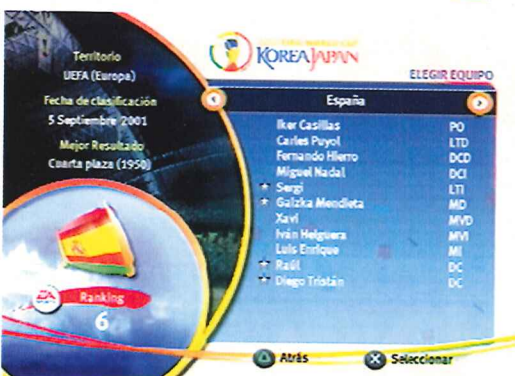 KOREAJAPAN
ELEGIR EQUIPO
Territorio
UEFA (Europa)
Fecha de clasificación
5 Septiembre 2001
Mejor Resultado
Cuarta plaza (1950)
España
Iker Casillas PO
Carles Puyol LTD
Fernando Hierro DCD
Miguel Nadal DCI
Sergi LTI
Gaizka Mendieta MD
Xavi MVD
Iván Helguera MVI
Luis Enrique MI
Raúl DC
Diego Tristán DC
EA
Ranking
6
Atrás
Seleccionar